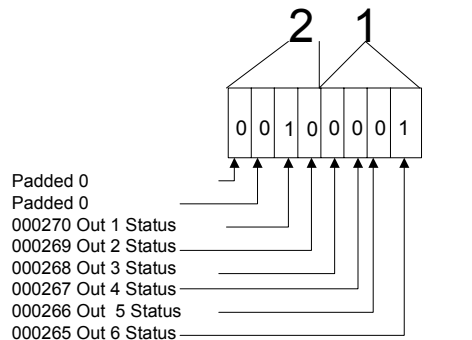 2 1
0 0 1 0 0 0 0 1
Padded 0
Padded 0
000270 Out 1 Status
000269 Out 2 Status
000268 Out 3 Status
000267 Out 4 Status
000266 Out 5 Status
000265 Out 6 Status